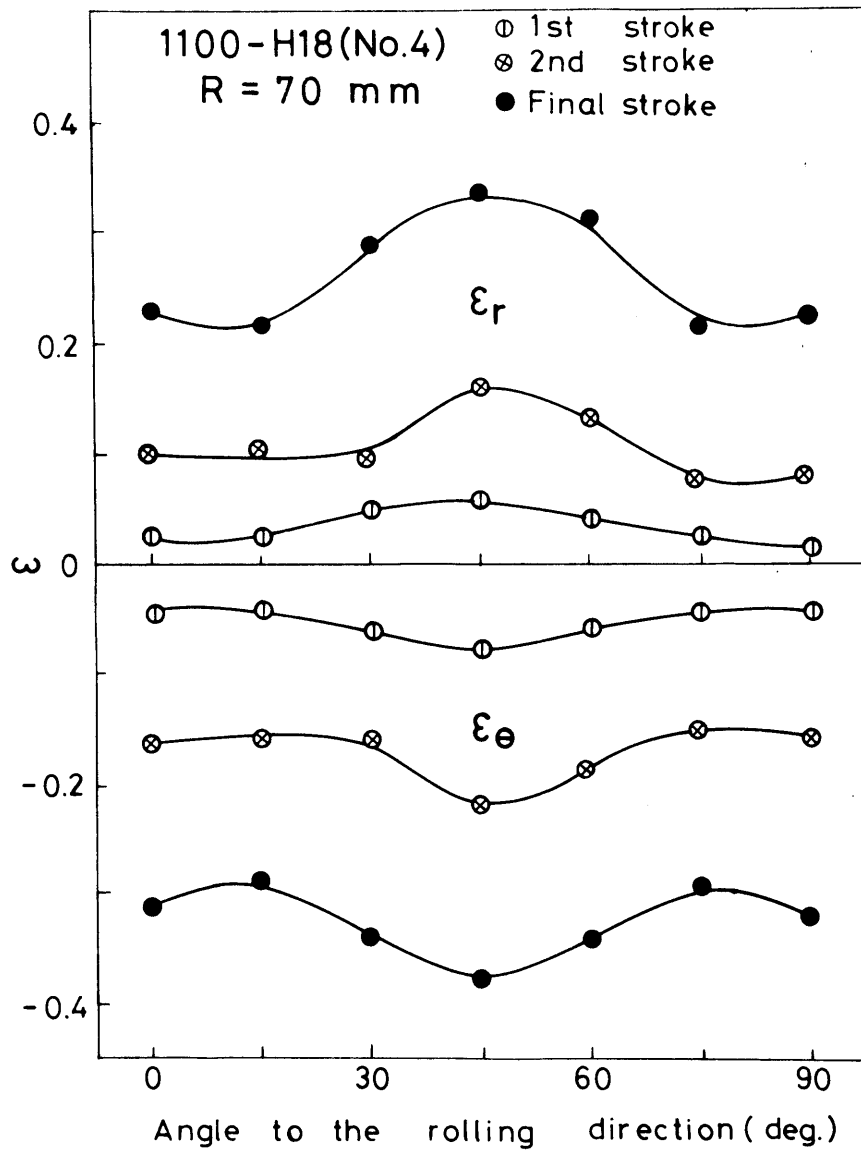 1100-H18(No.4)
R = 70 mm
1st stroke
2nd stroke
Final stroke
0.4
0.2
0
-0.2
-0.4
ε
εr
εθ
0 30 60 90
Angle to the rolling direction (deg.)